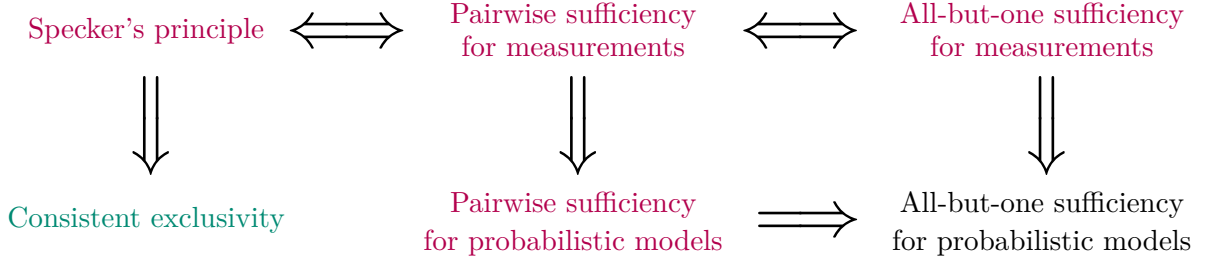 Specker's principle
Pairwise sufficiency
for measurements
All-but-one sufficiency
for measurements
Consistent exclusivity
Pairwise sufficiency
for probabilistic models
All-but-one sufficiency
for probabilistic models